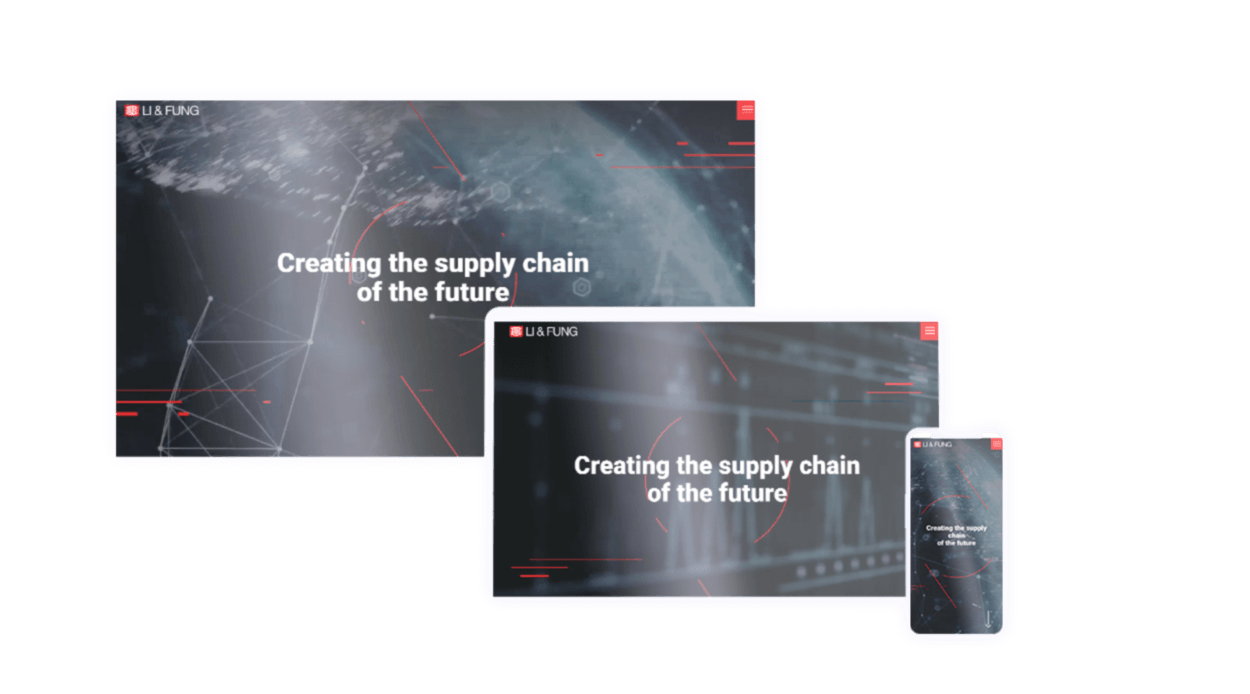 LI & FUNG
Creating the supply chain
of the future
LI & FUNG
Creating the supply chain
of the future
LI & FUNG
Creating the supply
chain
of the future